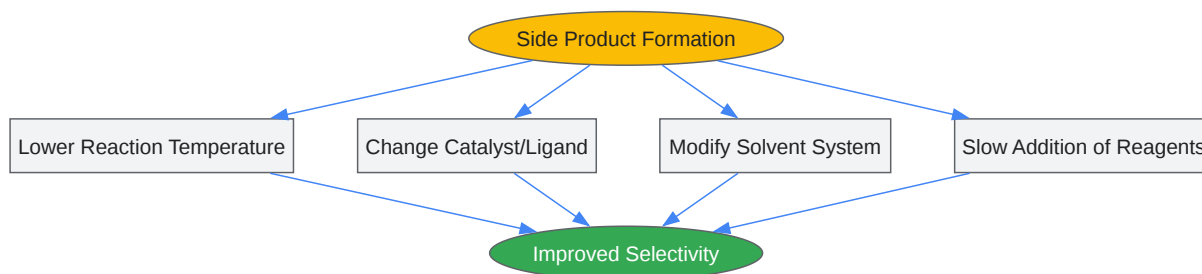 Side Product Formation
Lower Reaction Temperature
Change Catalyst/Ligand
Modify Solvent System
Slow Addition of Reagents
Improved Selectivity